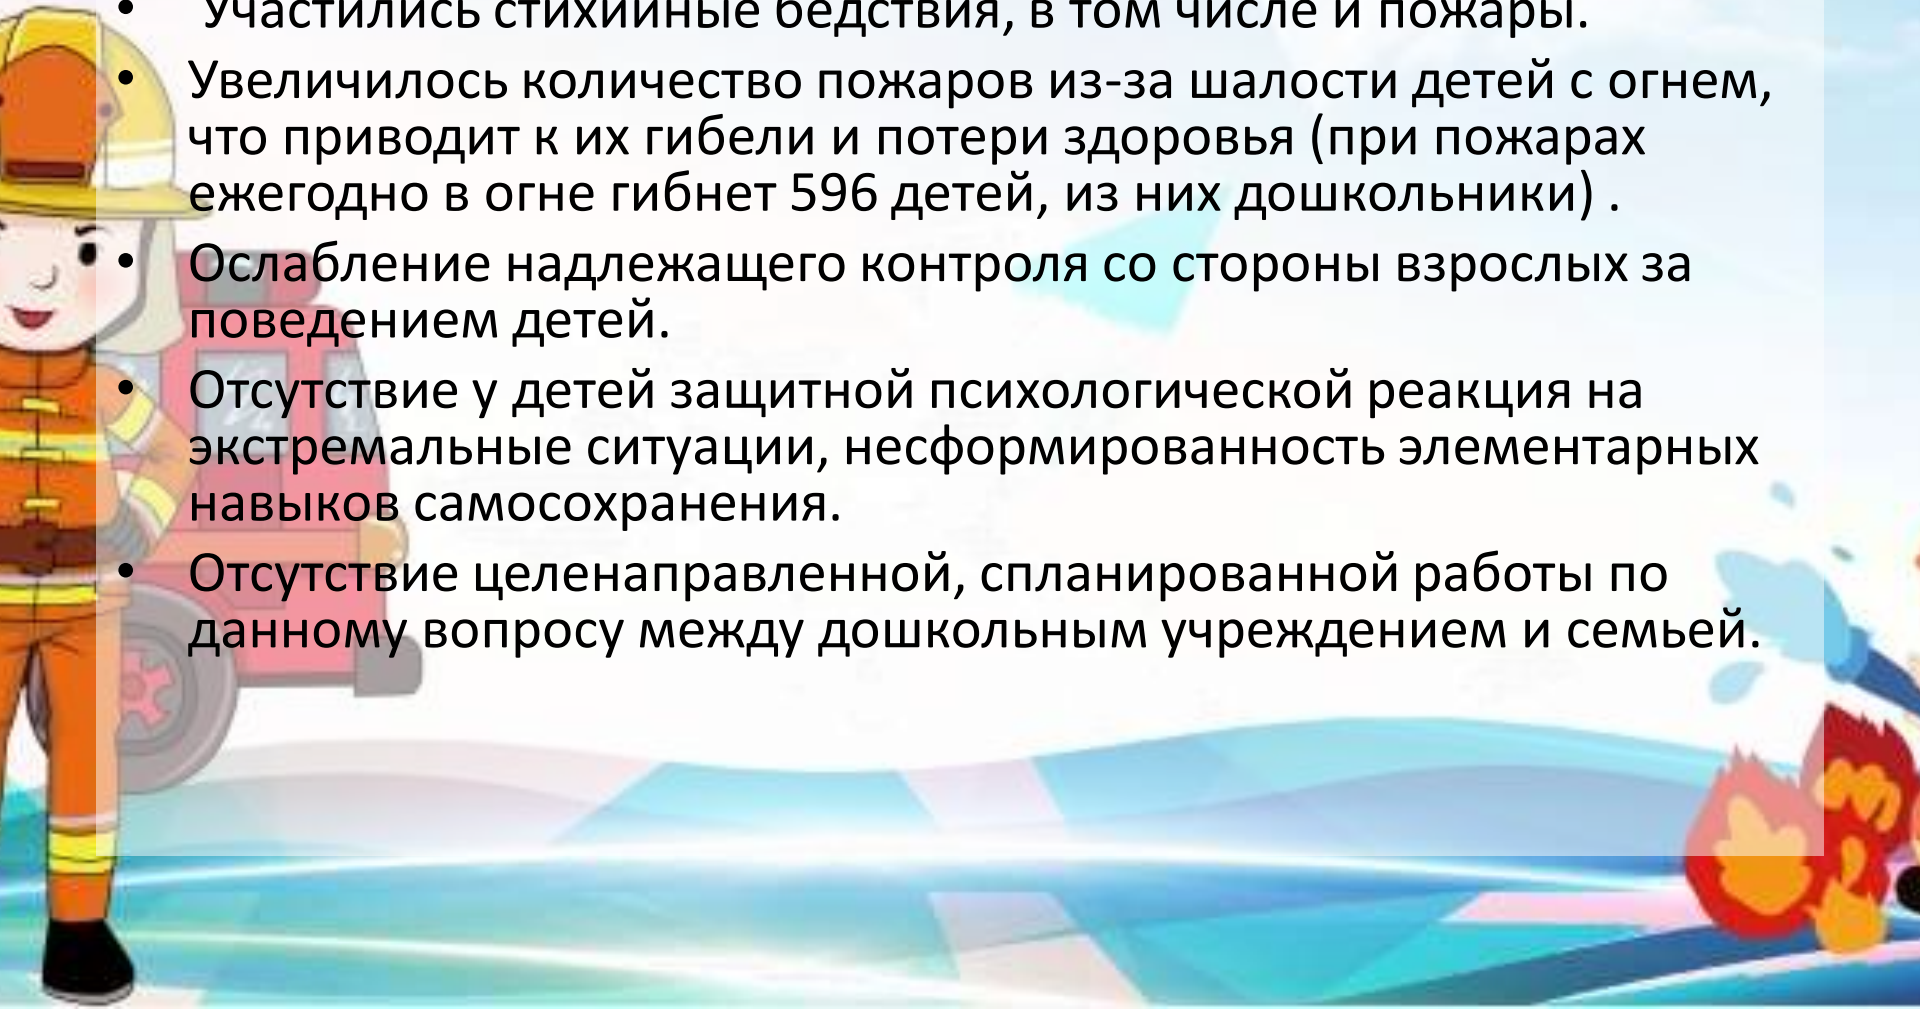 • Участились стихийные бедствия, в том числе и пожары.
• Увеличилось количество пожаров из-за шалости детей с огнем,
что приводит к их гибели и потери здоровья (при пожарах
ежегодно в огне гибнет 596 детей, из них дошкольники) .
• Ослабление надлежащего контроля со стороны взрослых за
поведением детей.
• Отсутствие у детей защитной психологической реакция на
экстремальные ситуации, несформированность элементарных
навыков самосохранения.
• Отсутствие целенаправленной, спланированной работы по
данному вопросу между дошкольным учреждением и семьей.